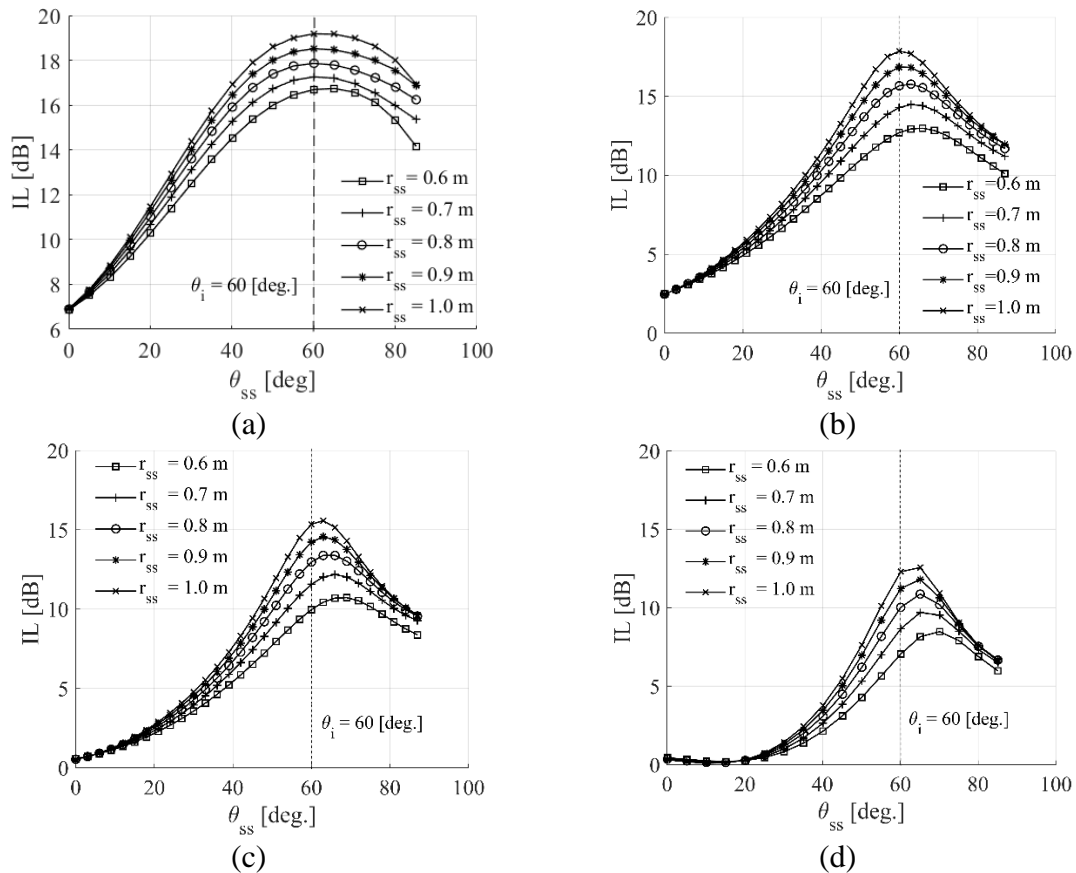 20
18
16
14
12
10
8
6
IL [dB]
0 20 40 60 80 100
θss [deg]
θi = 60 [deg.]
rss = 0.6 m
rss = 0.7 m
rss = 0.8 m
rss = 0.9 m
rss = 1.0 m
(a)
20
15
10
5
0
IL [dB]
0 20 40 60 80 100
θss [deg.]
θi = 60 [deg.]
rss=0.6 m
rss=0.7 m
rss=0.8 m
rss=0.9 m
rss=1.0 m
(b)
20
15
10
5
0
IL [dB]
0 20 40 60 80 100
θss [deg.]
rss = 0.6 m
rss = 0.7 m
rss = 0.8 m
rss = 0.9 m
rss = 1.0 m
θi = 60 [deg.]
(c)
20
15
10
5
0
IL [dB]
0 20 40 60 80 100
θss [deg.]
rss = 0.6 m
rss = 0.7 m
rss = 0.8 m
rss = 0.9 m
rss = 1.0 m
θi = 60 [deg.]
(d)